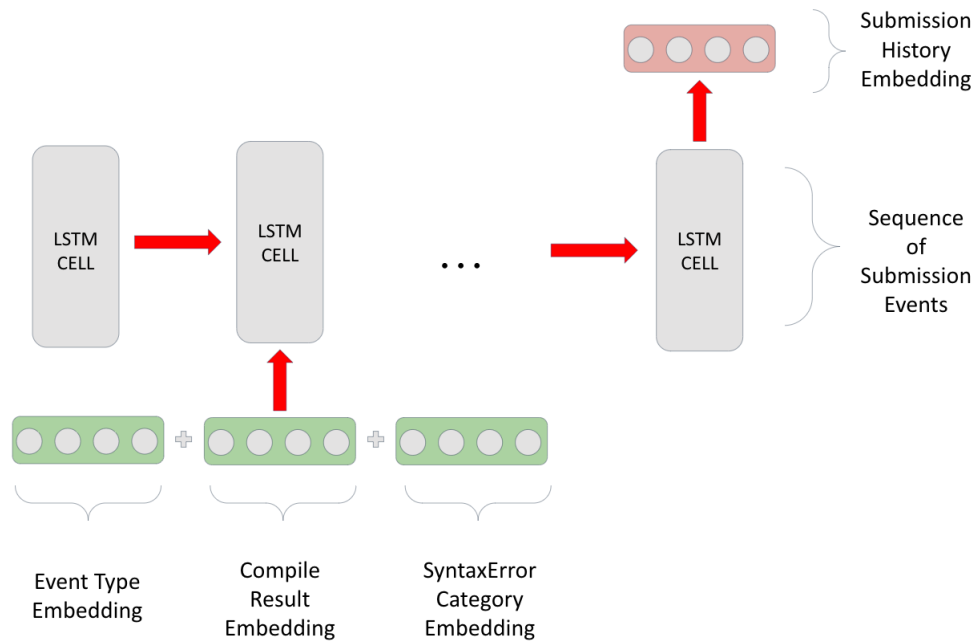 Submission
History
Embedding
LSTM
CELL
LSTM
CELL
...
LSTM
CELL
Sequence
of
Submission
Events
+
+
Event Type
Embedding
Compile
Result
Embedding
SyntaxError
Category
Embedding